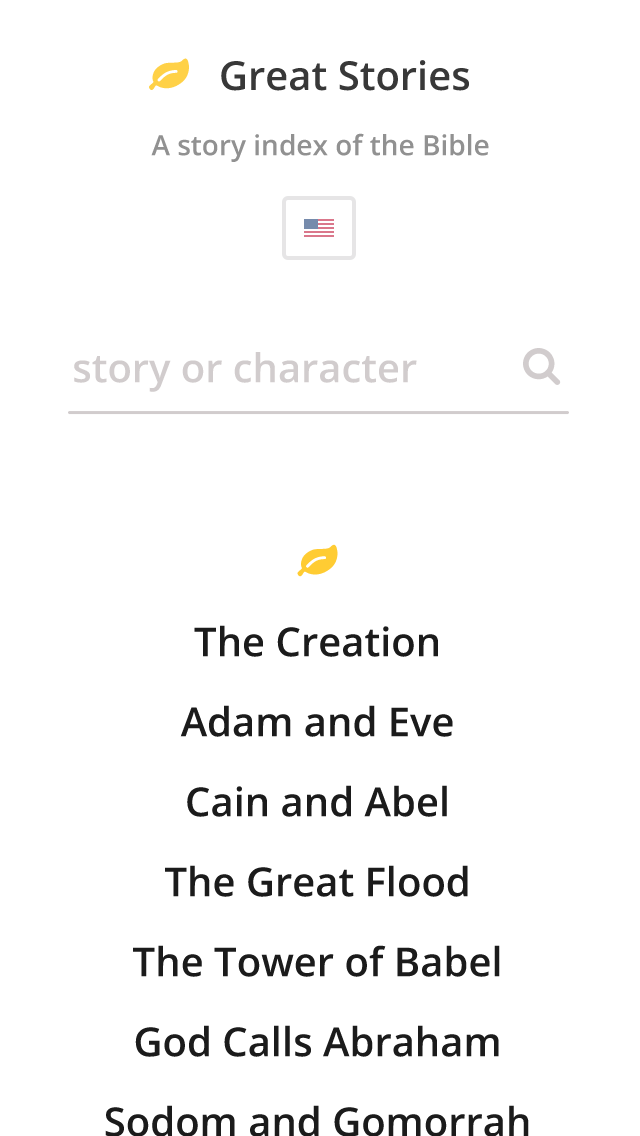 Great Stories
A story index of the Bible
story or character
The Creation
Adam and Eve
Cain and Abel
The Great Flood
The Tower of Babel
God Calls Abraham
Sodom and Gomorrah